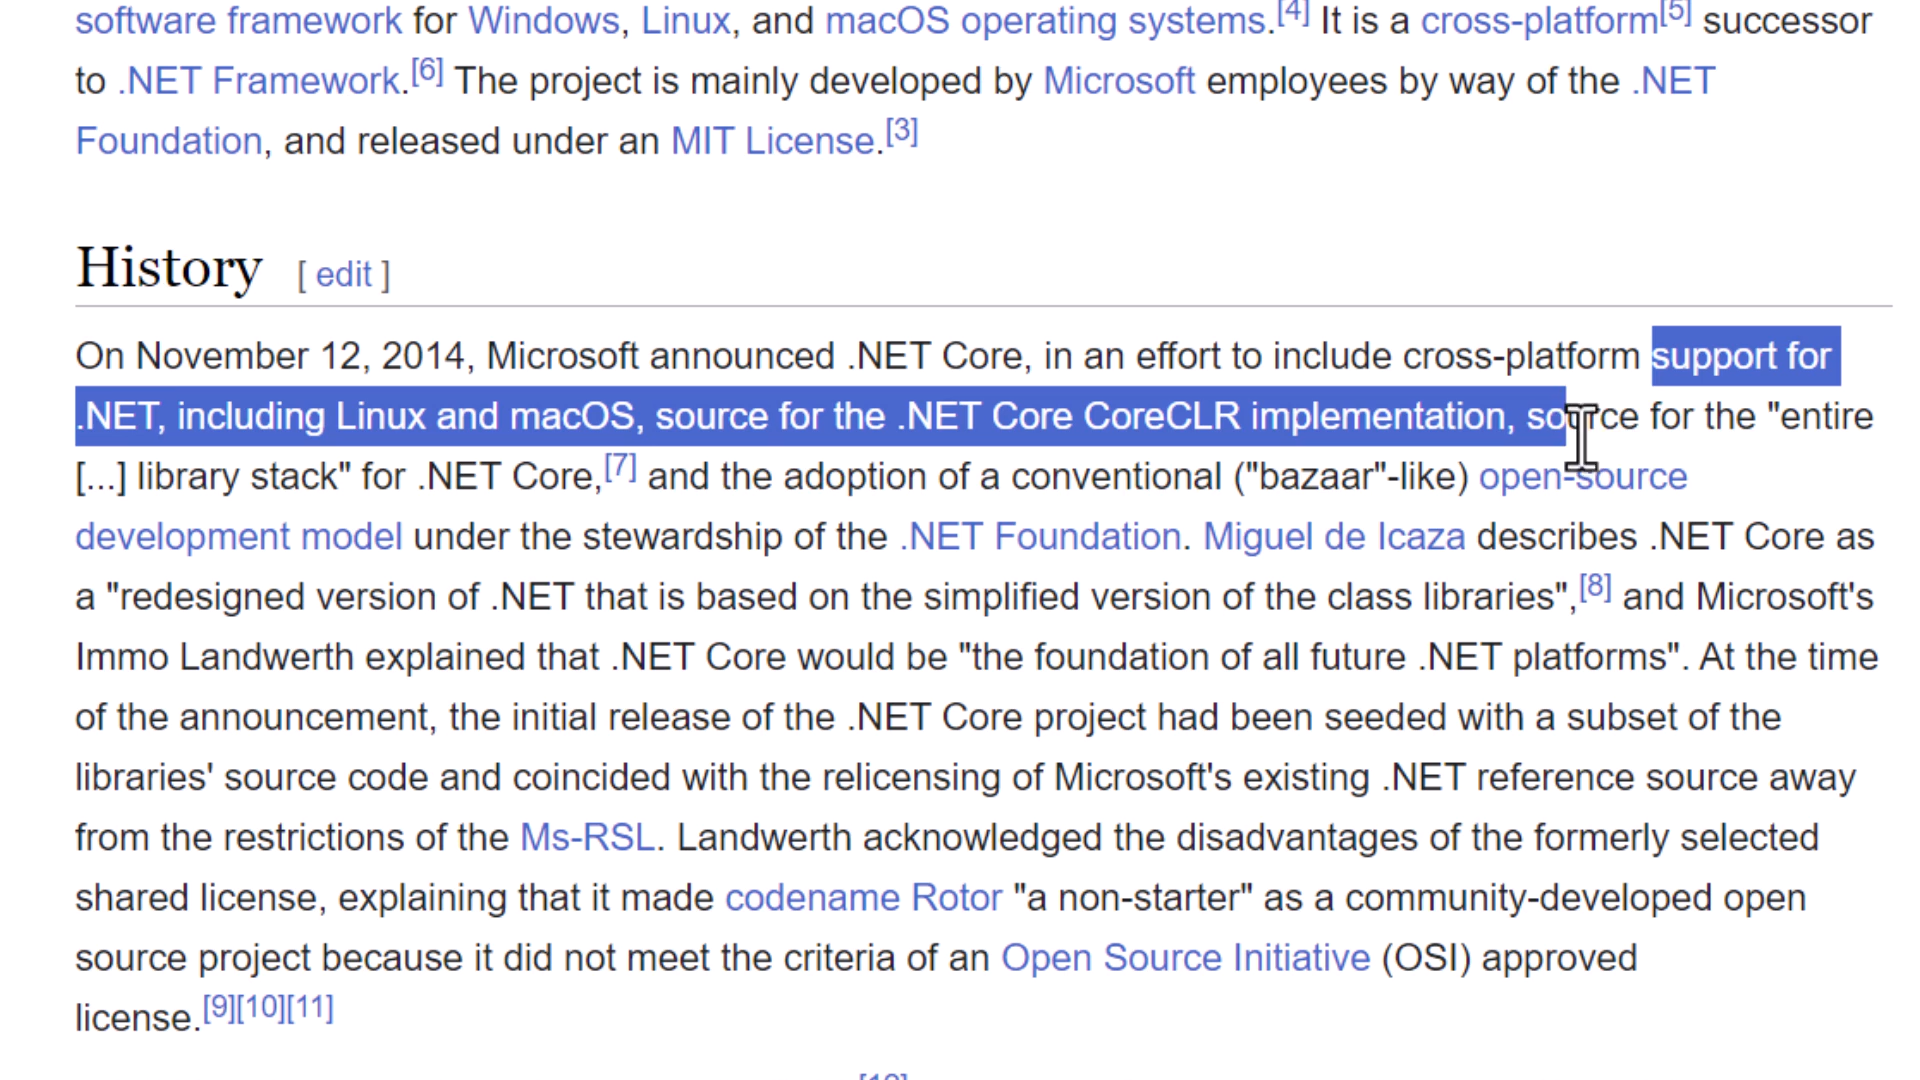 software framework for Windows, Linux, and macOS operating systems.[4] It is a cross-platform[5] successor
to .NET Framework.[6] The project is mainly developed by Microsoft employees by way of the .NET
Foundation, and released under an MIT License.[3]
History [ edit ]
On November 12, 2014, Microsoft announced .NET Core, in an effort to include cross-platform support for
.NET, including Linux and macOS, source for the .NET Core CoreCLR implementation, source for the "entire
[...] library stack" for .NET Core,[7] and the adoption of a conventional ("bazaar"-like) open-source
development model under the stewardship of the .NET Foundation. Miguel de Icaza describes .NET Core as
a "redesigned version of .NET that is based on the simplified version of the class libraries",[8] and Microsoft's
Immo Landwerth explained that .NET Core would be "the foundation of all future .NET platforms". At the time
of the announcement, the initial release of the .NET Core project had been seeded with a subset of the
libraries' source code and coincided with the relicensing of Microsoft's existing .NET reference source away
from the restrictions of the Ms-RSL. Landwerth acknowledged the disadvantages of the formerly selected
shared license, explaining that it made codename Rotor "a non-starter" as a community-developed open
source project because it did not meet the criteria of an Open Source Initiative (OSI) approved
license.[9][10][11]